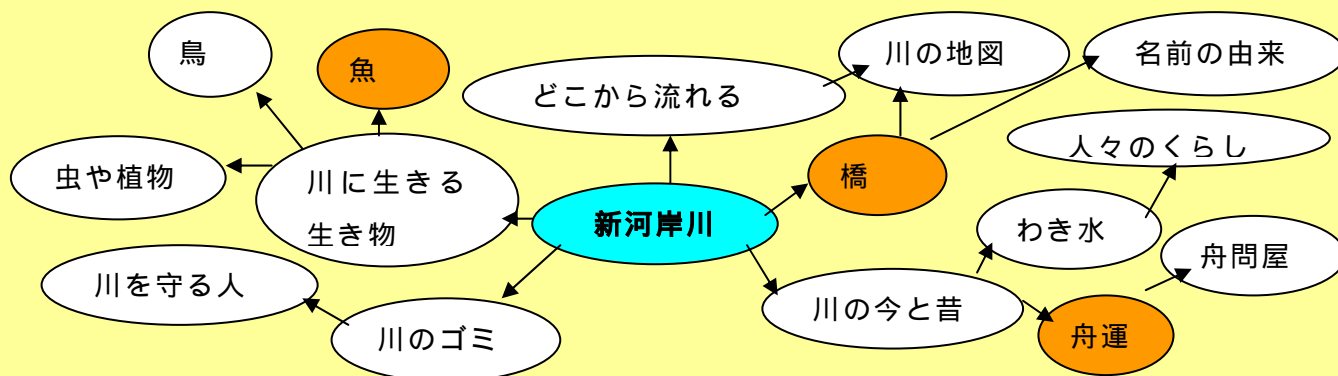 鳥
魚
川の地図
名前の由来
どこから流れる
人々のくらし
虫や植物
川に生きる
生き物
橋
新河岸川
わき水
舟問屋
川を守る人
川の今と昔
川のゴミ
舟運